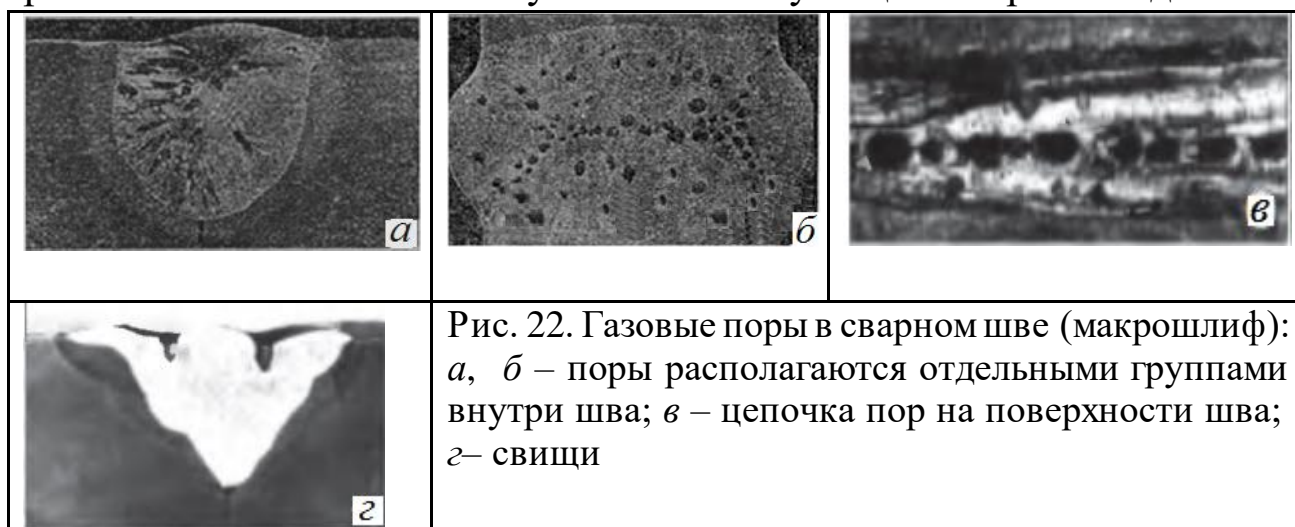 а
б
в
г
Рис. 22. Газовые поры в сварном шве (макрошлиф):
а, б – поры располагаются отдельными группами
внутри шва; в – цепочка пор на поверхности шва;
г– свищи